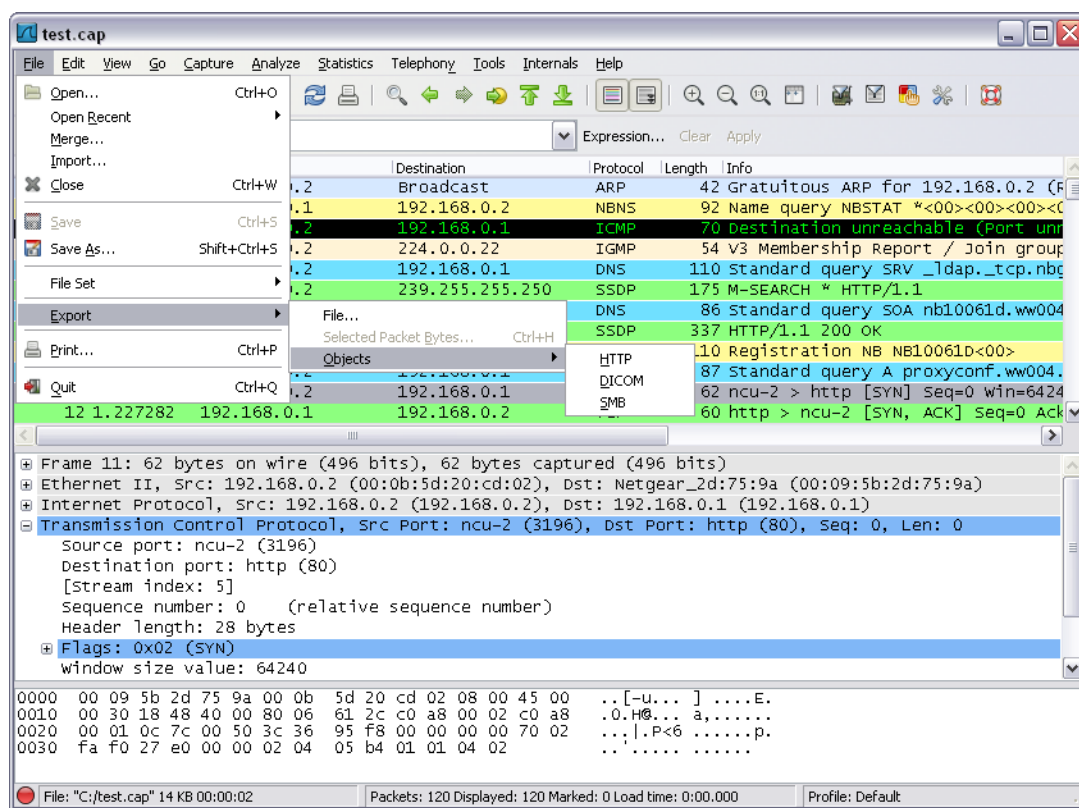 test.cap
File Edit View Go Capture Analyze Statistics Telephony Tools Internals Help
Open... Ctrl+O
Open Recent
Merge...
Import...
Close Ctrl+W
Save Ctrl+S
Save As... Shift+Ctrl+S
File Set
Export
Print... Ctrl+P
Quit Ctrl+Q
File...
Selected Packet Bytes... Ctrl+H
Objects
HTTP
DICOM
SMB
Expression... Clear Apply
Destination Protocol Length Info
.2 Broadcast ARP 42 Gratuitous ARP for 192.168.0.2
.1 192.168.0.2 NBNS 92 Name query NBSTAT *<00><00><00><0
.2 192.168.0.1 ICMP 70 Destination unreachable (Port unr
.2 224.0.0.22 IGMP 54 V3 Membership Report / Join group
.2 192.168.0.1 DNS 110 Standard query SRV _ldap._tcp.nbg
.2 239.255.255.250 SSDP 175 M-SEARCH * HTTP/1.1
DNS 86 Standard query SOA nb10061d.ww004
SSDP 337 HTTP/1.1 200 OK
110 Registration NB NB10061D<00>
87 Standard query A proxyconf.ww004.
.2 192.168.0.1 62 ncu-2 > http [SYN] Seq=0 Win=6424
12 1.227282 192.168.0.1 192.168.0.2 60 http > ncu-2 [SYN, ACK] Seq=0 Ack
Frame 11: 62 bytes on wire (496 bits), 62 bytes captured (496 bits)
Ethernet II, Src: 192.168.0.2 (00:0b:5d:20:cd:02), Dst: Netgear_2d:75:9a (00:09:5b:2d:75:9a)
Internet Protocol, Src: 192.168.0.2 (192.168.0.2), Dst: 192.168.0.1 (192.168.0.1)
Transmission Control Protocol, Src Port: ncu-2 (3196), Dst Port: http (80), Seq: 0, Len: 0
Source port: ncu-2 (3196)
Destination port: http (80)
[Stream index: 5]
Sequence number: 0 (relative sequence number)
Header length: 28 bytes
Flags: 0x02 (SYN)
Window size value: 64240
0000 00 09 5b 2d 75 9a 00 0b 5d 20 cd 02 08 00 45 00 ..[-u... ] ....E.
0010 00 30 18 48 40 00 80 06 61 2c c0 a8 00 02 c0 a8 .0.H@... a,......
0020 00 01 0c 7c 00 50 3c 36 95 f8 00 00 00 00 70 02 ...|.P<6 ......p.
0030 fa f0 27 e0 00 00 02 04 05 b4 01 01 04 02 ..'..... ......
File: "C:/test.cap" 14 KB 00:00:02 Packets: 120 Displayed: 120 Marked: 0 Load time: 0:00.000 Profile: Default